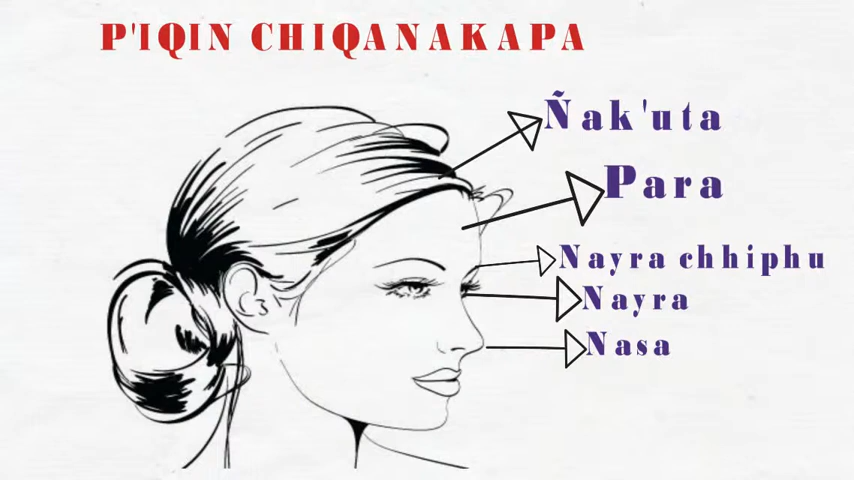 P'IQIN CHIQANAKAPA
Ñak'uta
Para
Nayra chhiphu
Nayra
Nasa